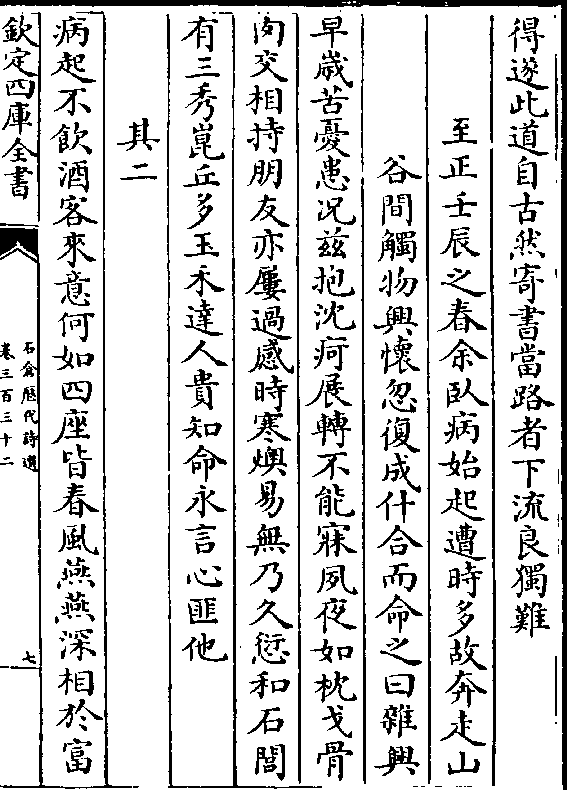 得遂此道自古然寄書當路者下流良獨難
至正壬辰之春余臥病始起遭時多故奔走山
谷間觸物興懷忽復成什合而命之曰雜興
早歳苦憂患况兹抱沈疴展轉不能寐夙夜如枕戈骨
肉交相持朋友亦屢過感時寒燠易無乃久愆和石閭
有三秀崑丘多玉禾達人貴知命永言心匪他
其二
病起不飲酒客來意何如四座皆春風燕燕深相於富
欽定四庫全書
石倉歴代詩選
卷三百三十二
七